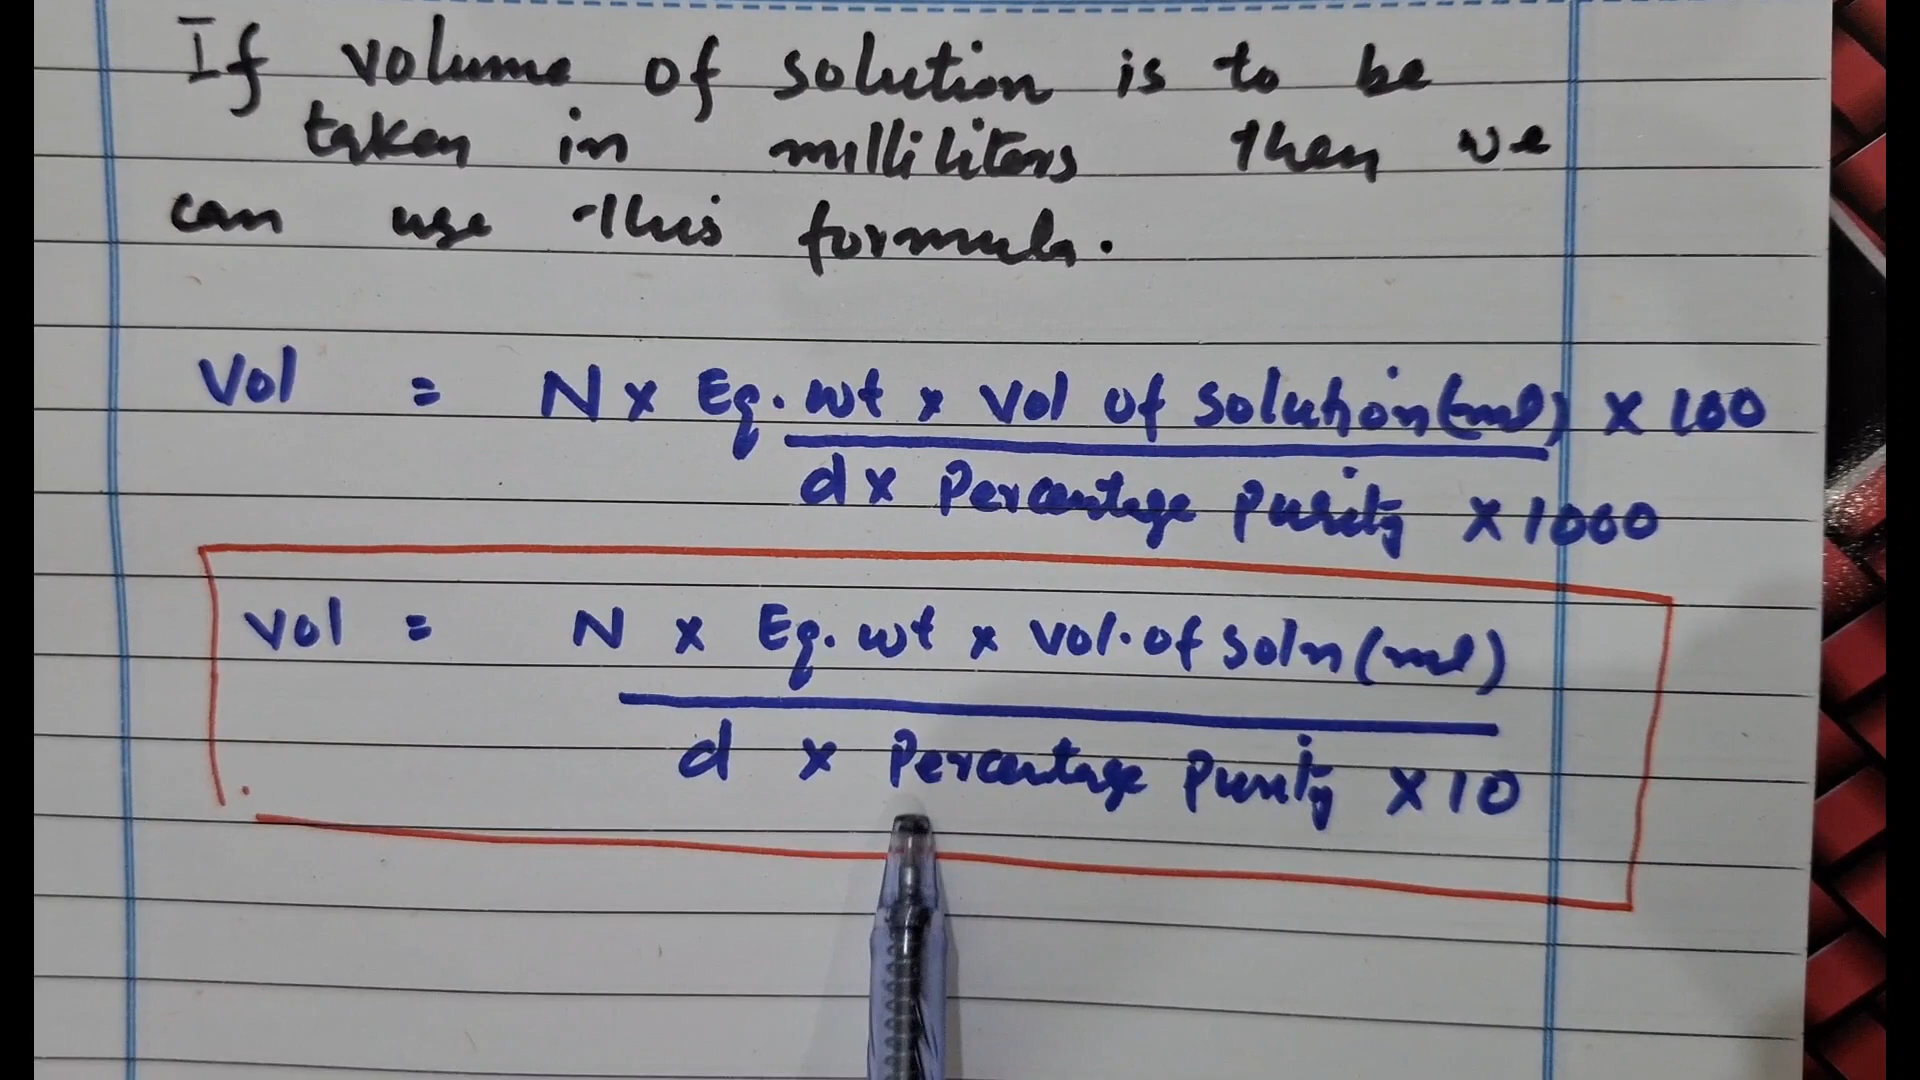 If volume of solution is to be
taken in milliliters then we
can use this formula.
Vol = N x Eq. wt x Vol of Solution (ml) x 100
d x Percentage Purity x 1000
Vol = N x Eq. wt x Vol. of Soln (ml)
d x Percentage Purity x 10